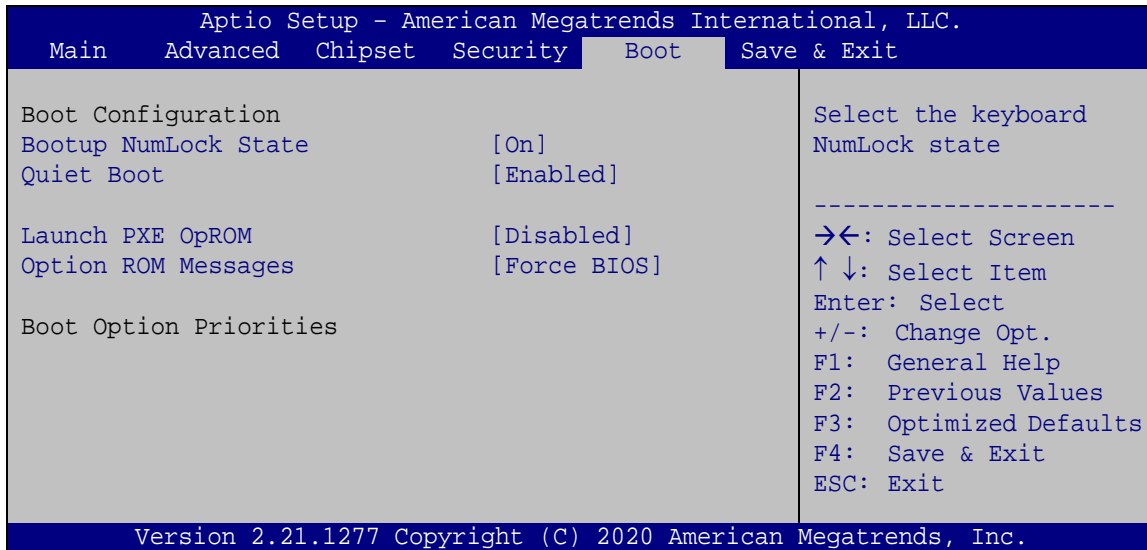 Aptio Setup – American Megatrends International, LLC.
Main Advanced Chipset Security Boot Save & Exit
Boot Configuration
Bootup NumLock State [On]
Quiet Boot [Enabled]
Launch PXE OpROM [Disabled]
Option ROM Messages [Force BIOS]
Boot Option Priorities
Select the keyboard
NumLock state
---------------------
→←: Select Screen
↑ ↓: Select Item
Enter: Select
+/-: Change Opt.
F1: General Help
F2: Previous Values
F3: Optimized Defaults
F4: Save & Exit
ESC: Exit
Version 2.21.1277 Copyright (C) 2020 American Megatrends, Inc.